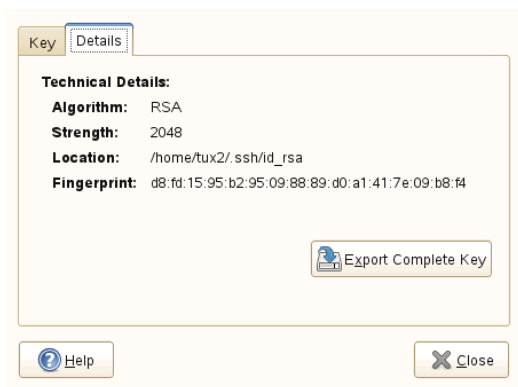 Key Details
Technical Details:
Algorithm: RSA
Strength: 2048
Location: /home/tux2/.ssh/id_rsa
Fingerprint: d8:fd:15:95:b2:95:09:88:89:d0:a1:41:7e:09:b8:f4
Export Complete Key
Help Close